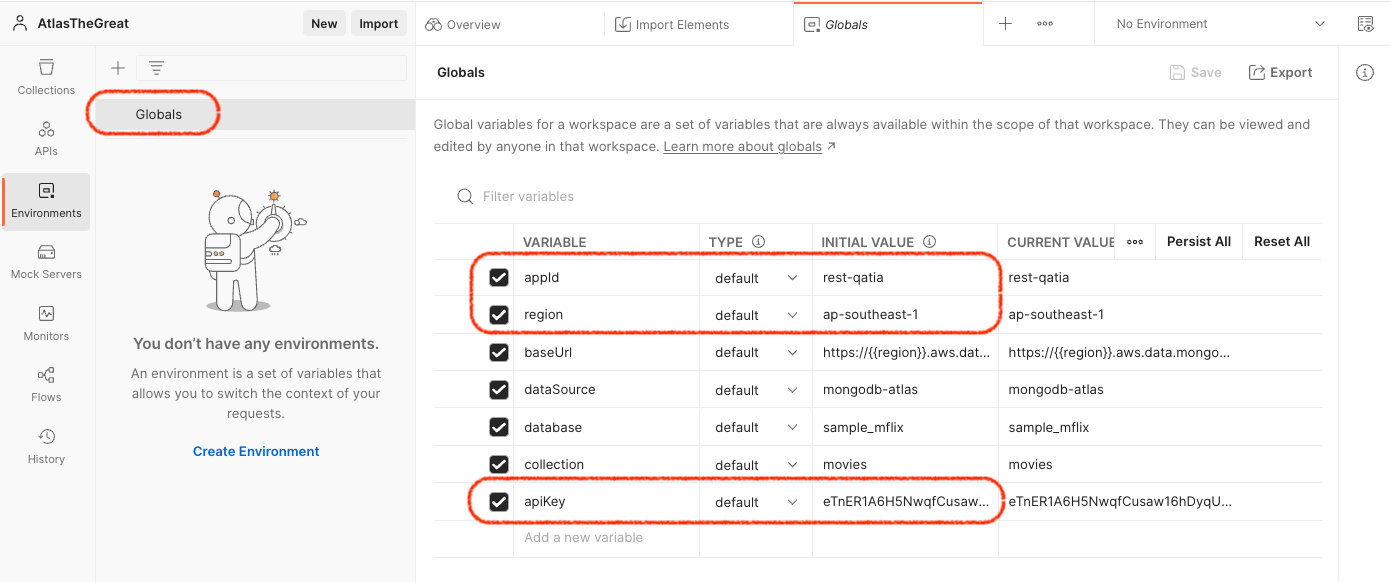 AtlasTheGreat
New
Import
Overview
Import Elements
Globals
No Environment
Collections
APIs
Environments
Mock Servers
Monitors
Flows
History
Globals
You don’t have any environments.
An environment is a set of variables that
allows you to switch the context of your
requests.
Create Environment
Globals
Save
Export
Global variables for a workspace are a set of variables that are always available within the scope of that workspace. They can be viewed and
edited by anyone in that workspace. Learn more about globals ↗
Filter variables
VARIABLE TYPE INITIAL VALUE CURRENT VALUE Persist All Reset All
appId default rest-qatia rest-qatia
region default ap-southeast-1 ap-southeast-1
baseUrl default https://{{region}}.aws.dat... https://{{region}}.aws.data.mongo...
dataSource default mongodb-atlas mongodb-atlas
database default sample_mflix sample_mflix
collection default movies movies
apiKey default eTnER1A6H5NwqfCusaw... eTnER1A6H5NwqfCusaw16hDyqU...
Add a new variable